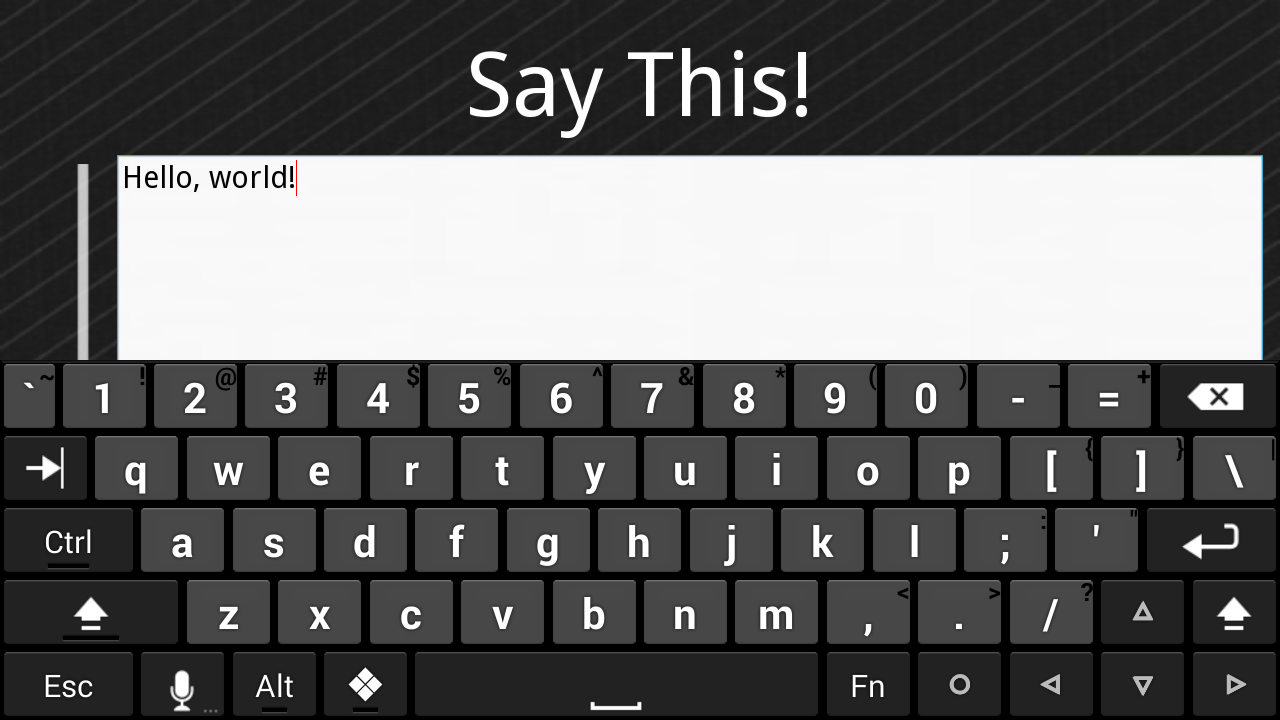 Say This!
Hello, world!
` ~ 1 ! 2 @ 3 # 4 $ 5 % 6 ^ 7 & 8 * 9 ( 0 ) - _ = +
q w e r t y u i o p [ { ] } \ |
Ctrl a s d f g h j k l ; : ' "
z x c v b n m , < . > / ?
Esc ... Alt Fn